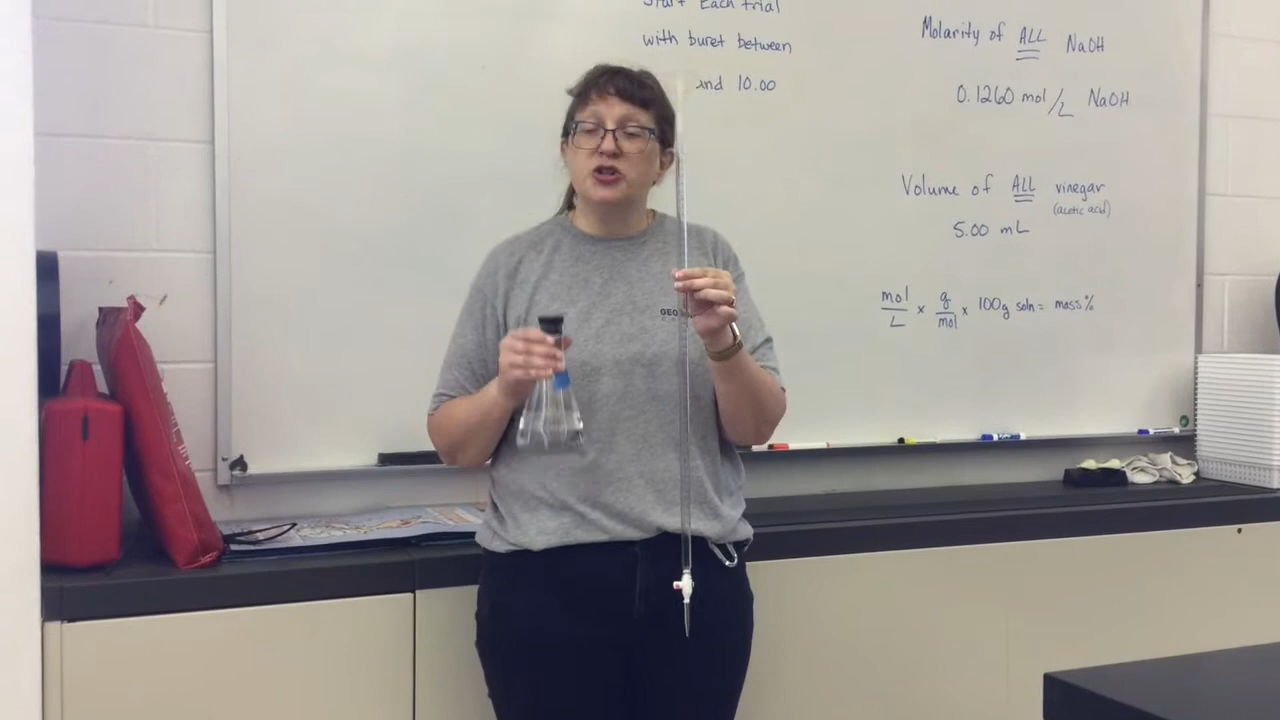 Start Each trial
with buret between
and 10.00
Molarity of ALL NaOH
0.1260 mol/L NaOH
Volume of ALL vinegar
(acetic acid)
5.00 mL
mol/L x g/mol x 100g soln = mass%
GEO